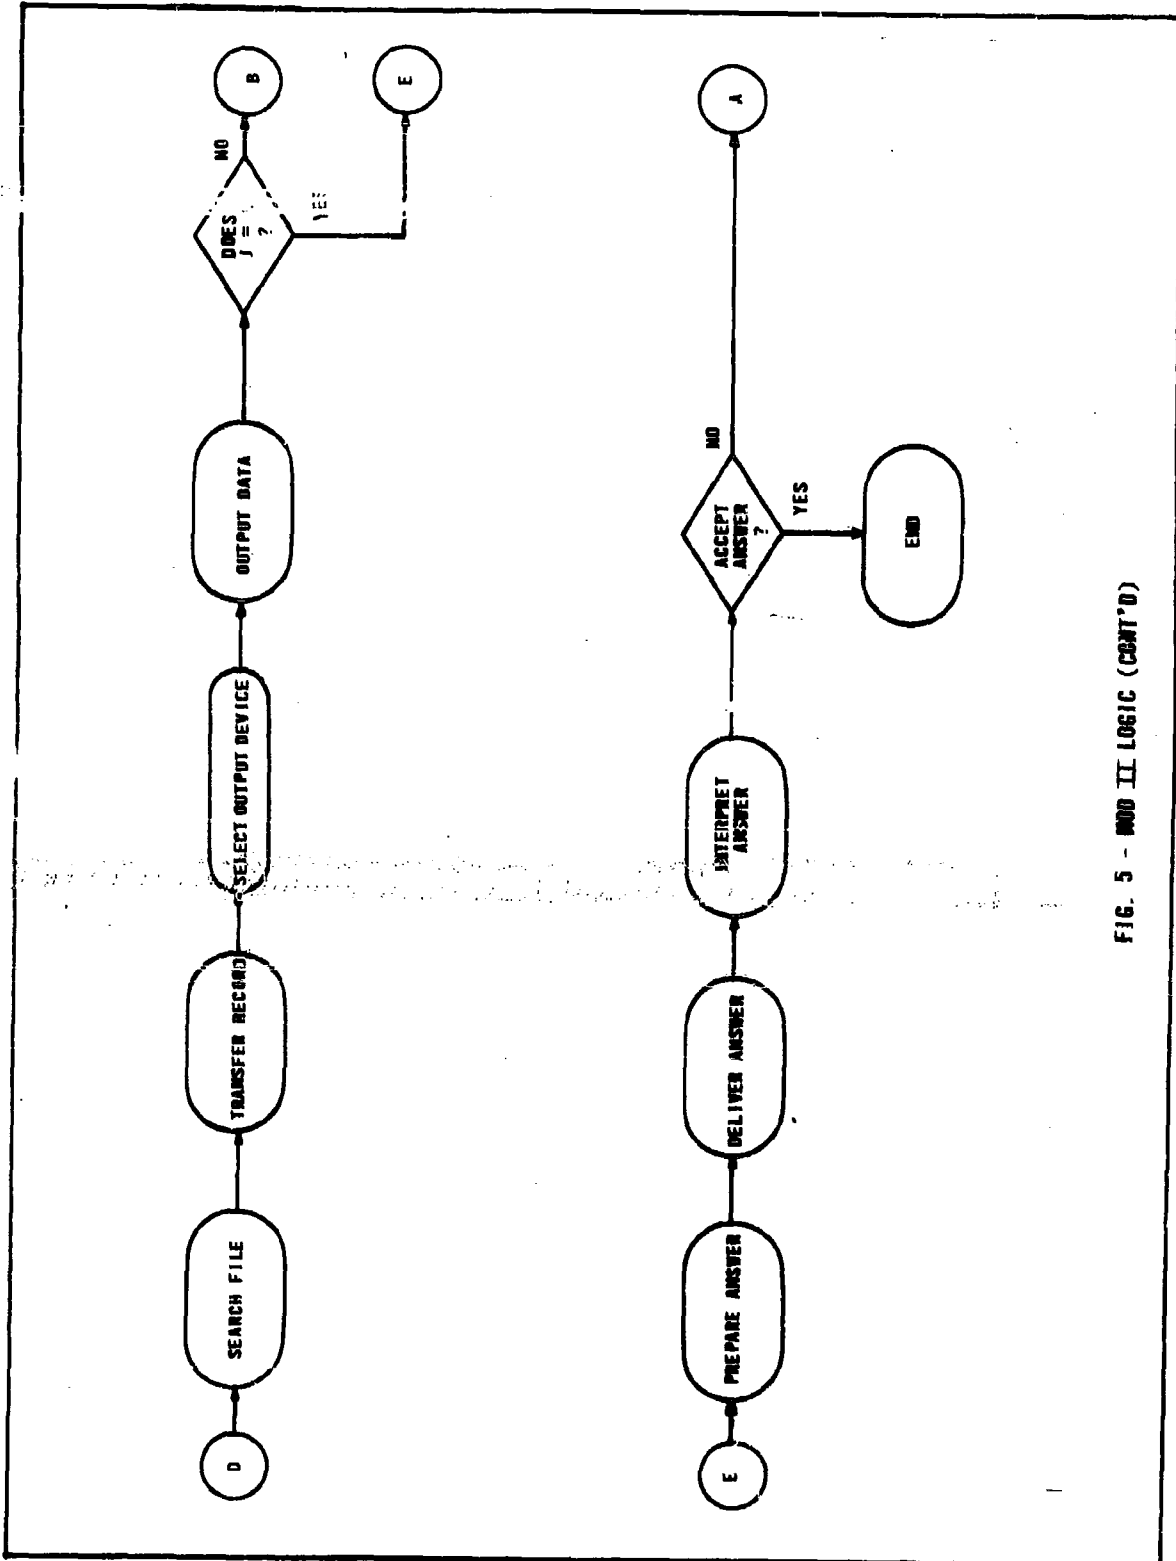 D
SEARCH FILE
TRANSFER RECORD
SELECT OUTPUT DEVICE
OUTPUT DATA
DOES
=
?
NO
B
YES
E
E
PREPARE ANSWER
DELIVER ANSWER
INTERPRET
ANSWER
ACCEPT
ANSWER
?
NO
A
YES
END
FIG. 5 - MOD II LOGIC (CONT'D)